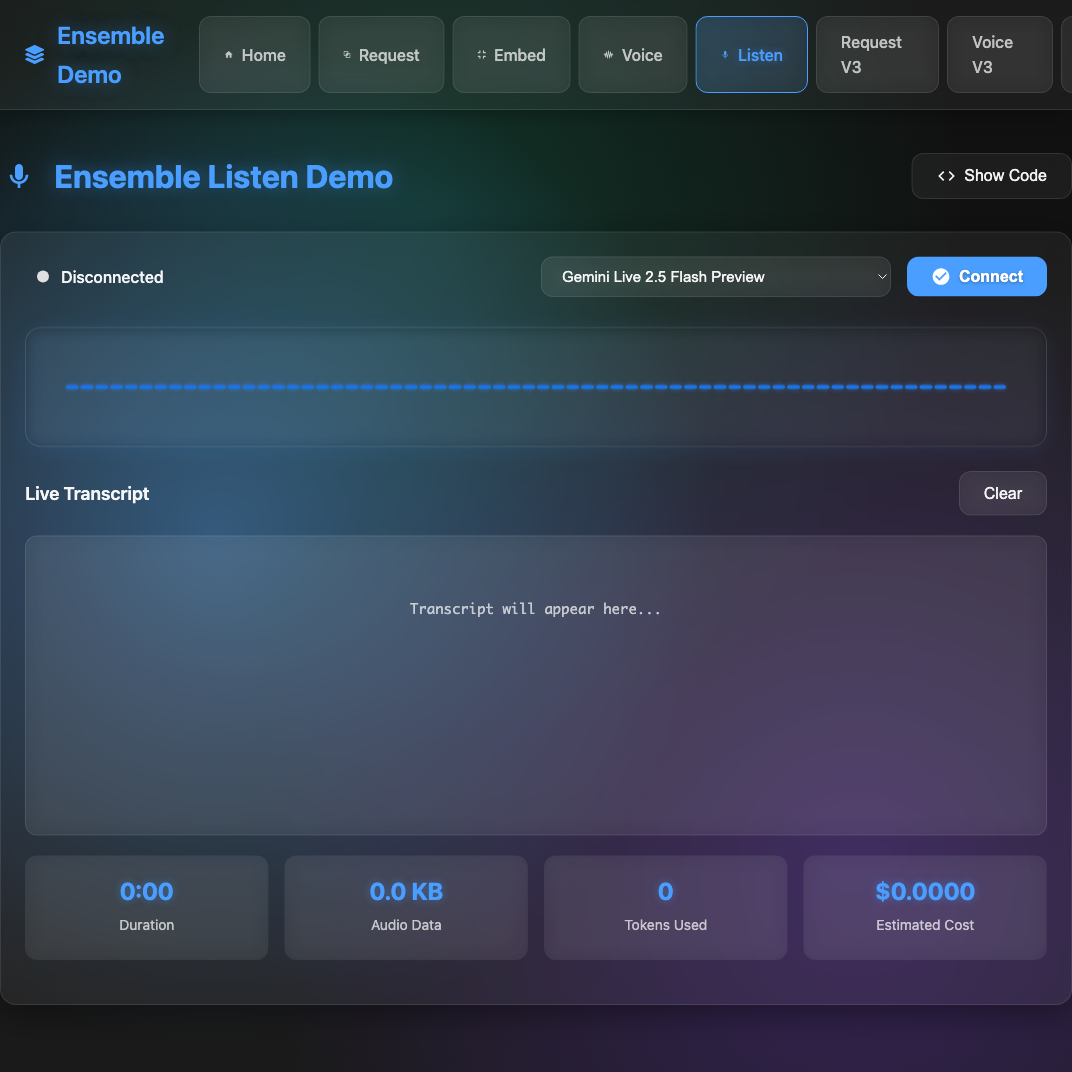 Ensemble
Demo
Home
Request
Embed
Voice
Listen
Request
V3
Voice
V3
Ensemble Listen Demo
Show Code
Disconnected
Gemini Live 2.5 Flash Preview
Connect
Live Transcript
Clear
Transcript will appear here...
0:00
Duration
0.0 KB
Audio Data
0
Tokens Used
$0.0000
Estimated Cost